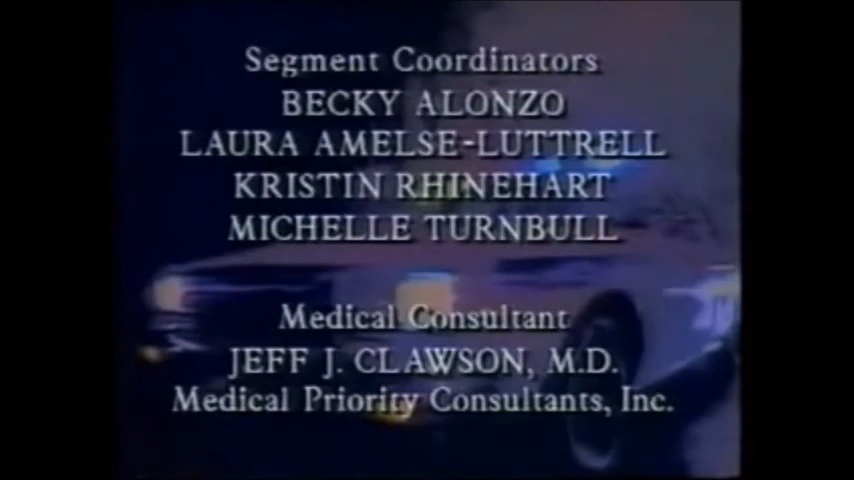 Segment Coordinators
BECKY ALONZO
LAURA AMELSE-LUTTRELL
KRISTIN RHINEHART
MICHELLE TURNBULL
Medical Consultant
JEFF J. CLAWSON, M.D.
Medical Priority Consultants, Inc.